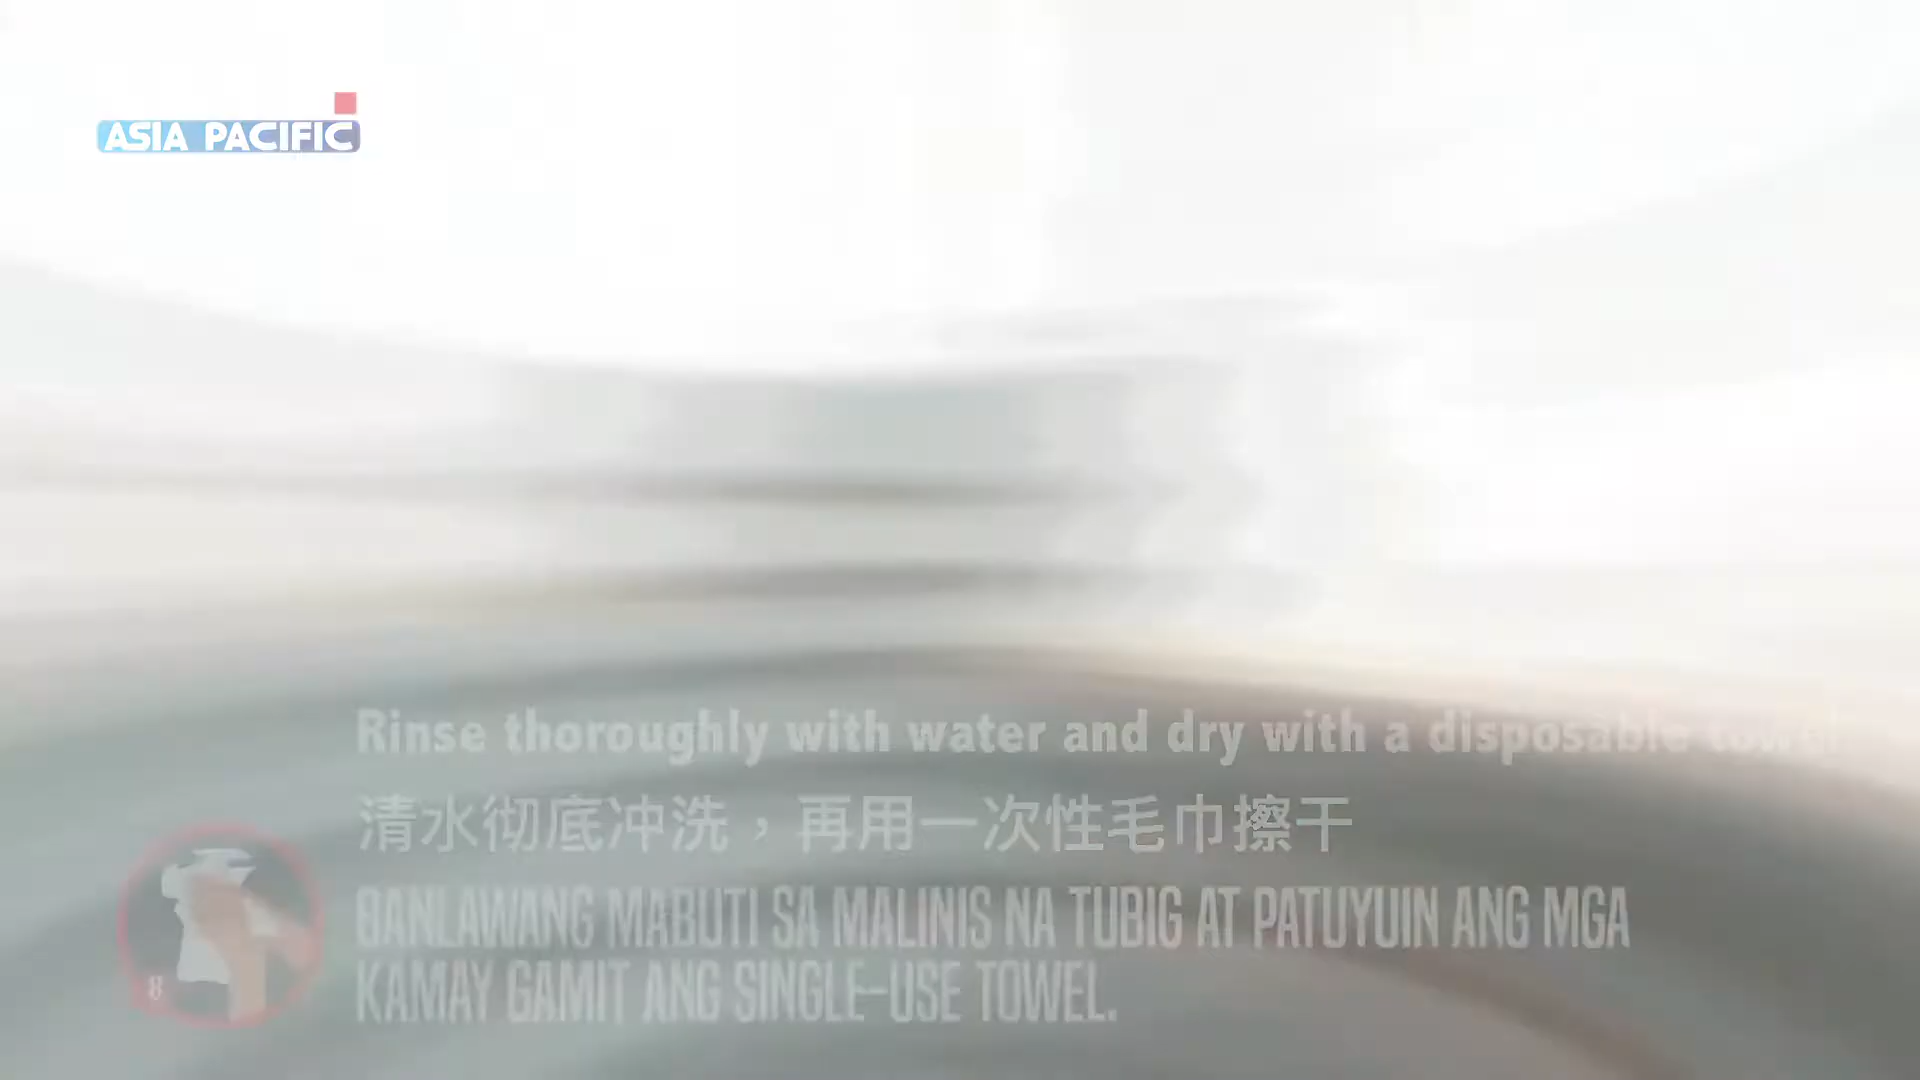 ASIA PACIFIC
Rinse thoroughly with water and dry with a disposable towel
清水彻底冲洗，再用一次性毛巾擦干
BANLAWANG MABUTI SA MALINIS NA TUBIG AT PATUYUIN ANG MGA
8
KAMAY GAMIT ANG SINGLE-USE TOWEL.